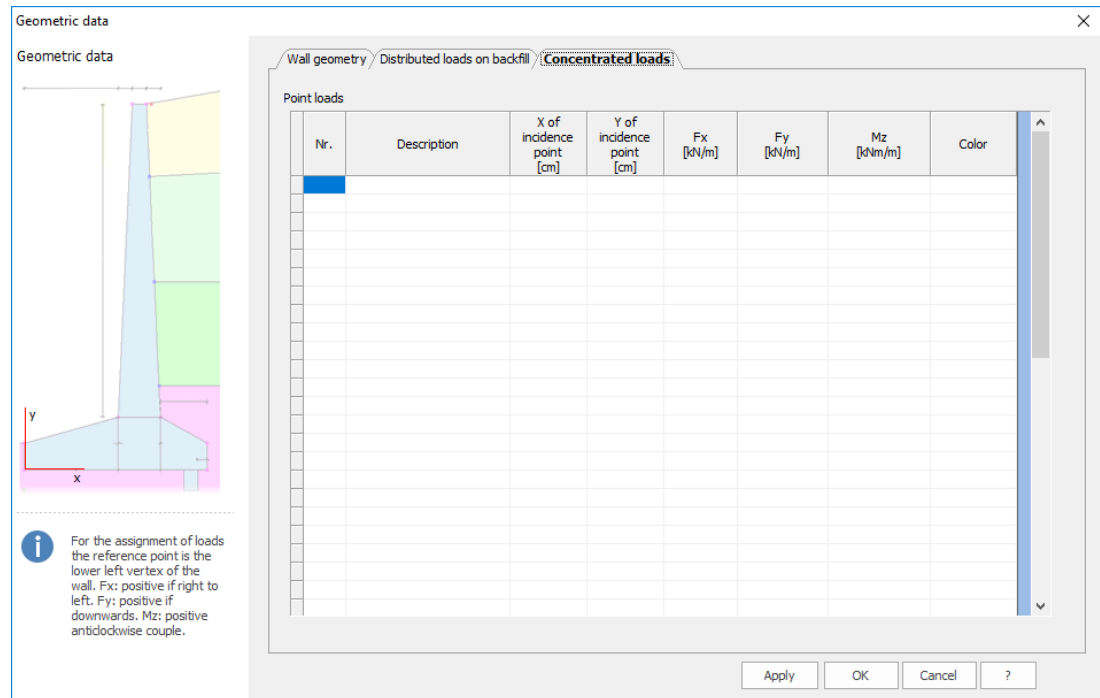 Geometric data
Geometric data
Wall geometry Distributed loads on backfill Concentrated loads
Point loads
Nr. Description X of incidence point [cm] Y of incidence point [cm] Fx [kN/m] Fy [kN/m] Mz [kNm/m] Color
y
x
For the assignment of loads
the reference point is the
lower left vertex of the
wall. Fx: positive if right to
left. Fy: positive if
downwards. Mz: positive
anticlockwise couple.
Apply OK Cancel ?